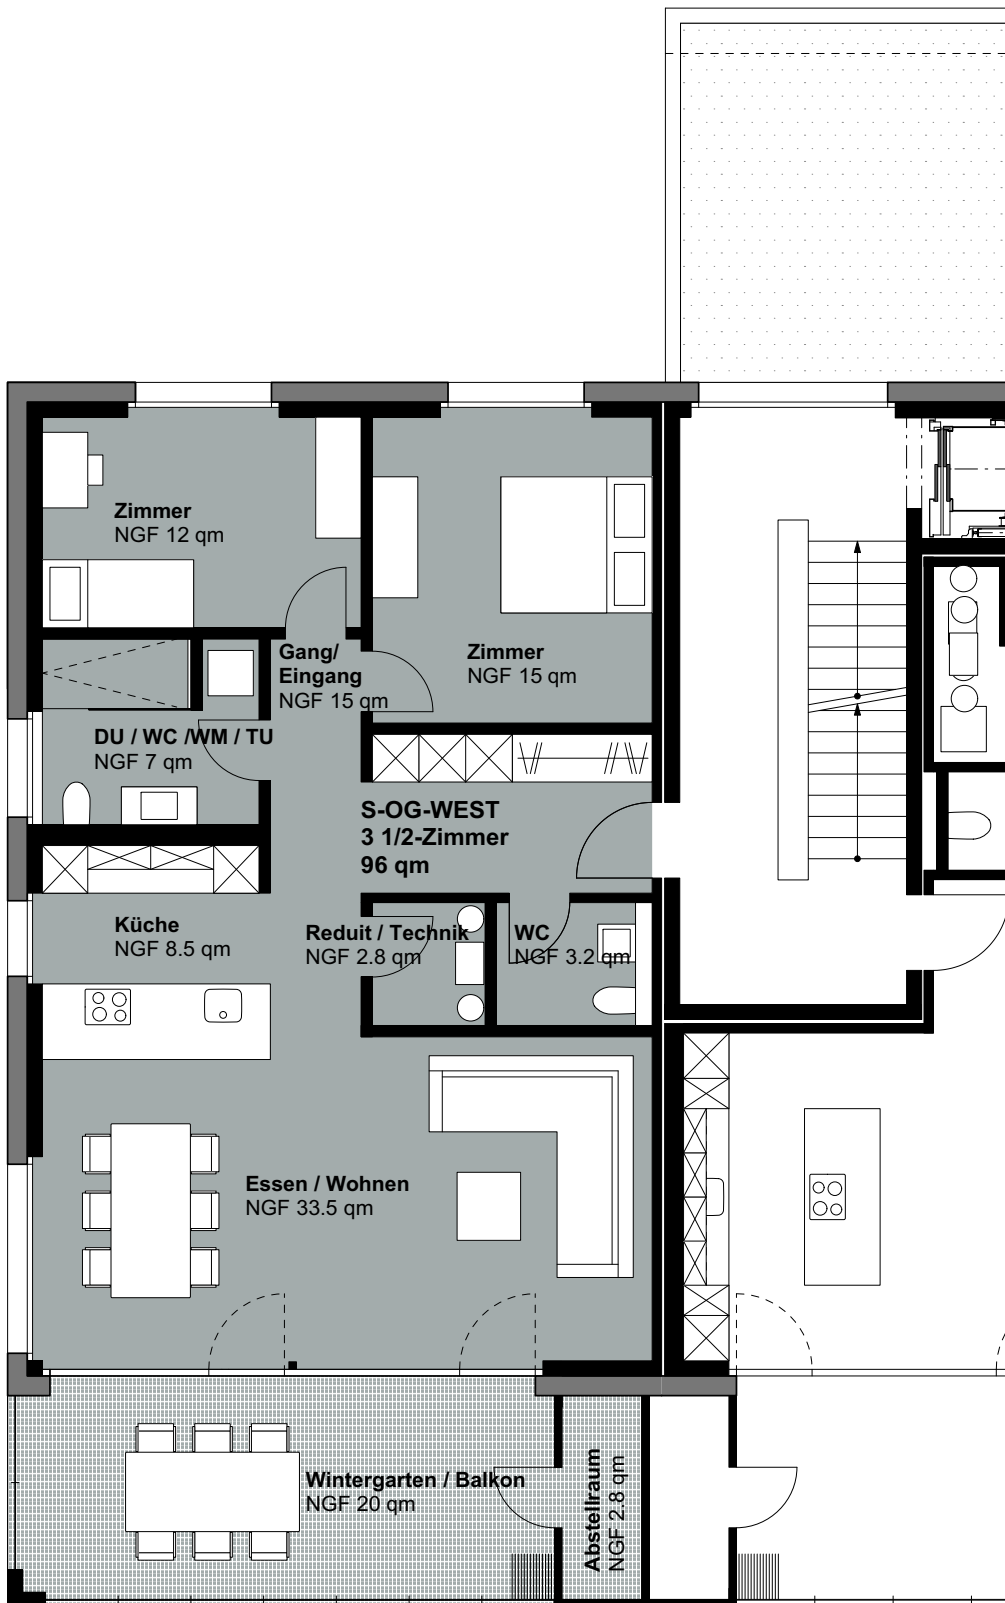 Zimmer
NGF 12 qm
Gang/
Eingang
NGF 15 qm
Zimmer
NGF 15 qm
DU / WC /WM / TU
NGF 7 qm
S-OG-WEST
3 1/2-Zimmer
96 qm
Küche
NGF 8.5 qm
Reduit / Technik
NGF 2.8 qm
WC
NGF 3.2 qm
Essen / Wohnen
NGF 33.5 qm
Wintergarten / Balkon
NGF 20 qm
Abstellraum
NGF 2.8 qm